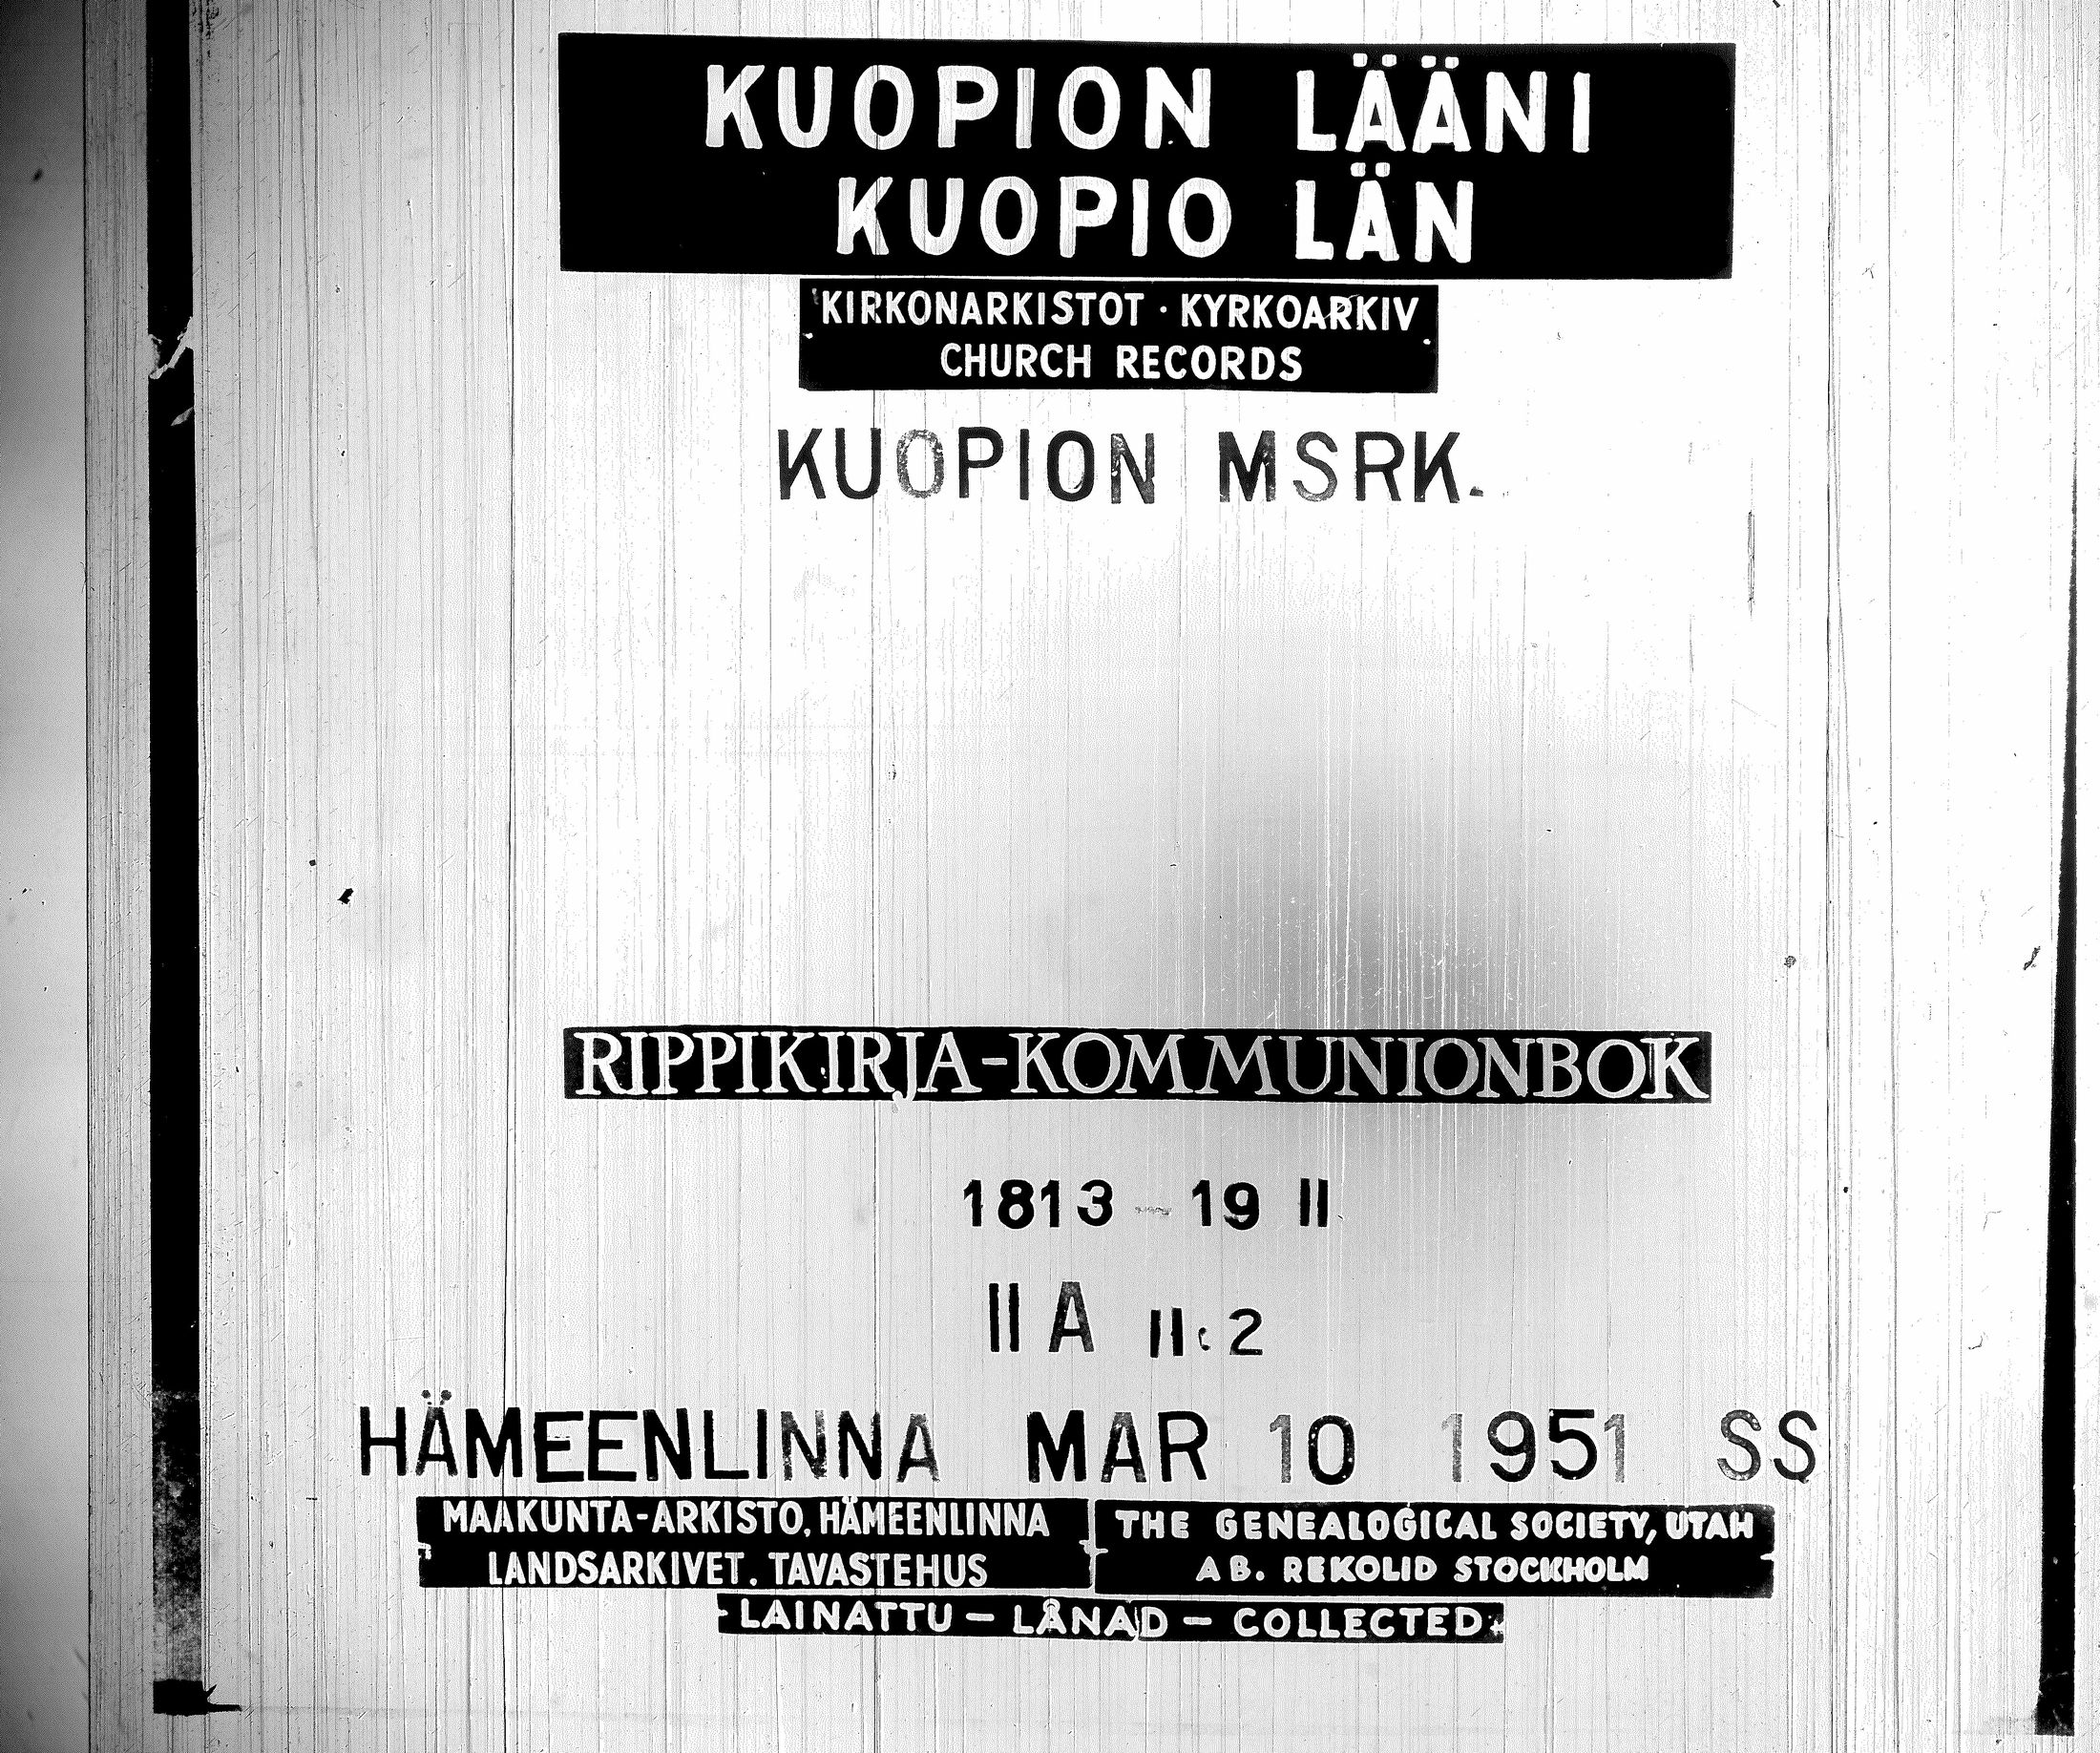 KUOPION LÄÄNI
KUOPIO LÄN
KIRKONARKISTOT · KYRKOARKIV
CHURCH RECORDS
KUOPION MSRK.
RIPPIKIRJA-KOMMUNIONBOK
1813 - 19 II
II A II:2
HÄMEENLINNA MAR 10 1951 SS
MAAKUNTA-ARKISTO, HÄMEENLINNA
LANDSARKIVET. TAVASTEHUS
THE GENEALOGICAL SOCIETY, UTAH
AB. REKOLID STOCKHOLM
LAINATTU - LÅNAD - COLLECTED